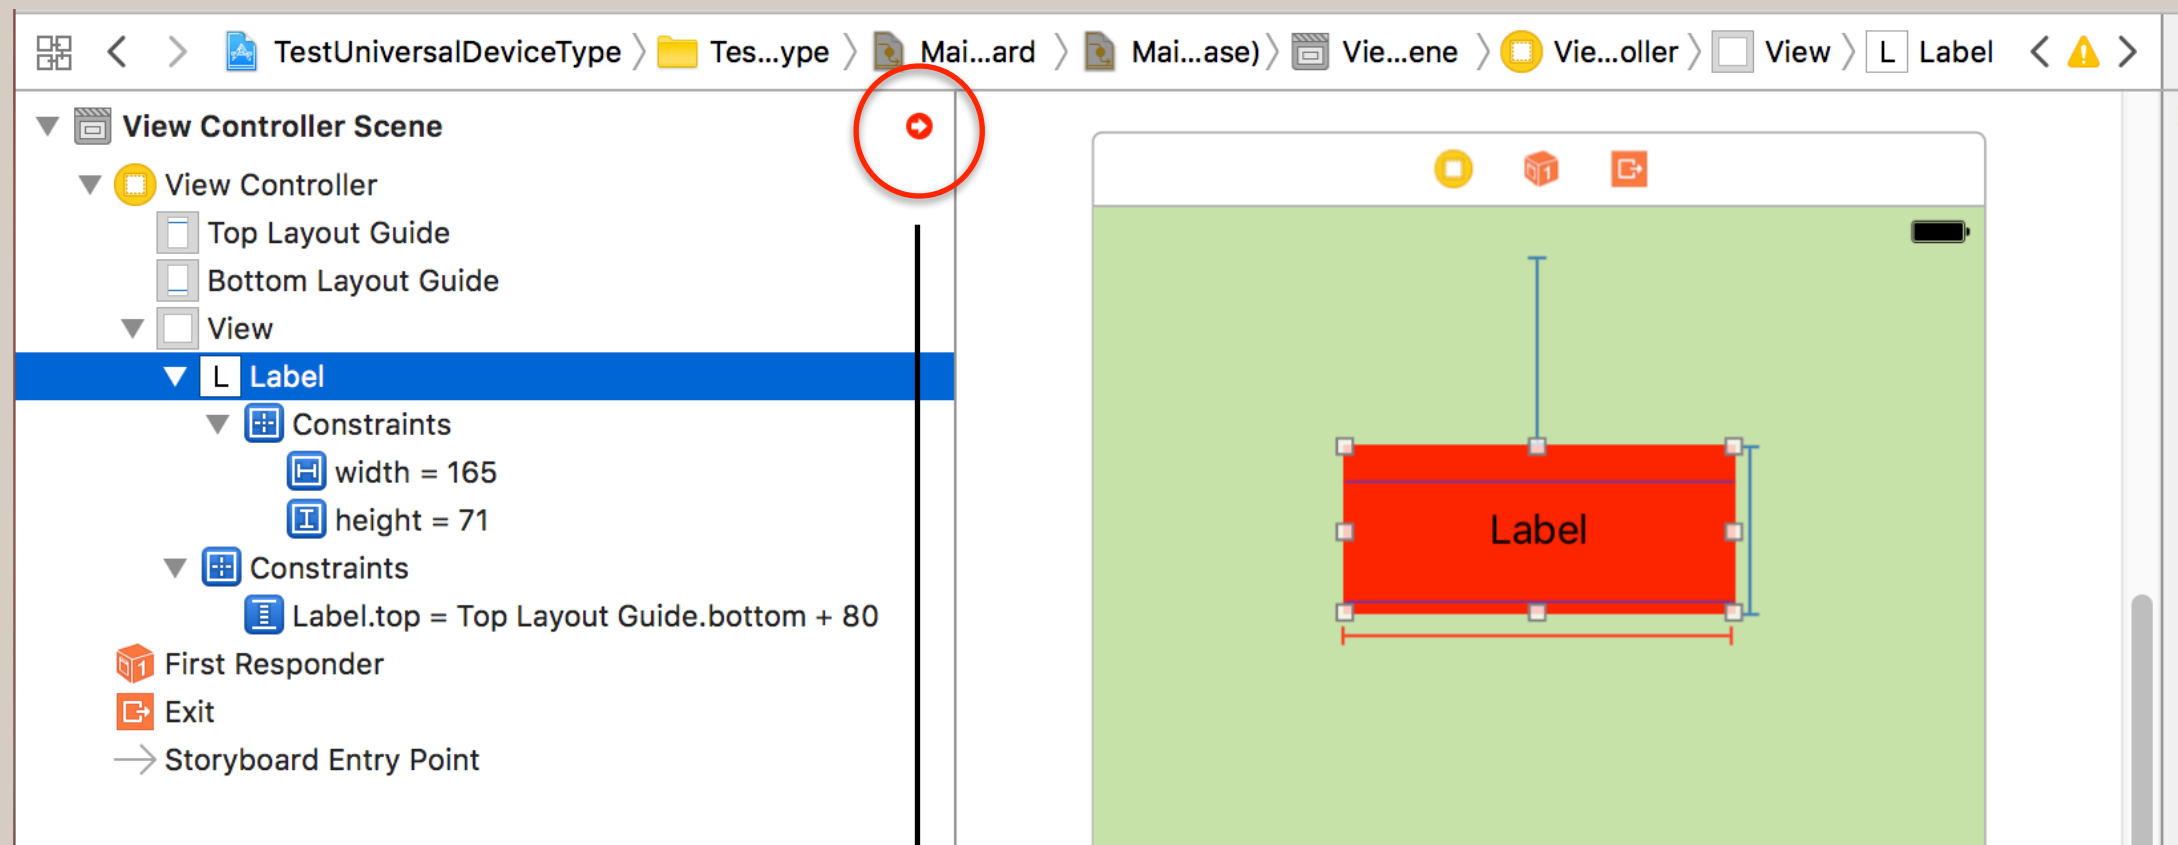 TestUniversalDeviceType Tes...ype Mai...ard Mai...ase) Vie...ene Vie...oller View L Label
View Controller Scene
View Controller
Top Layout Guide
Bottom Layout Guide
View
L Label
Constraints
width = 165
height = 71
Constraints
Label.top = Top Layout Guide.bottom + 80
First Responder
Exit
Storyboard Entry Point
Label